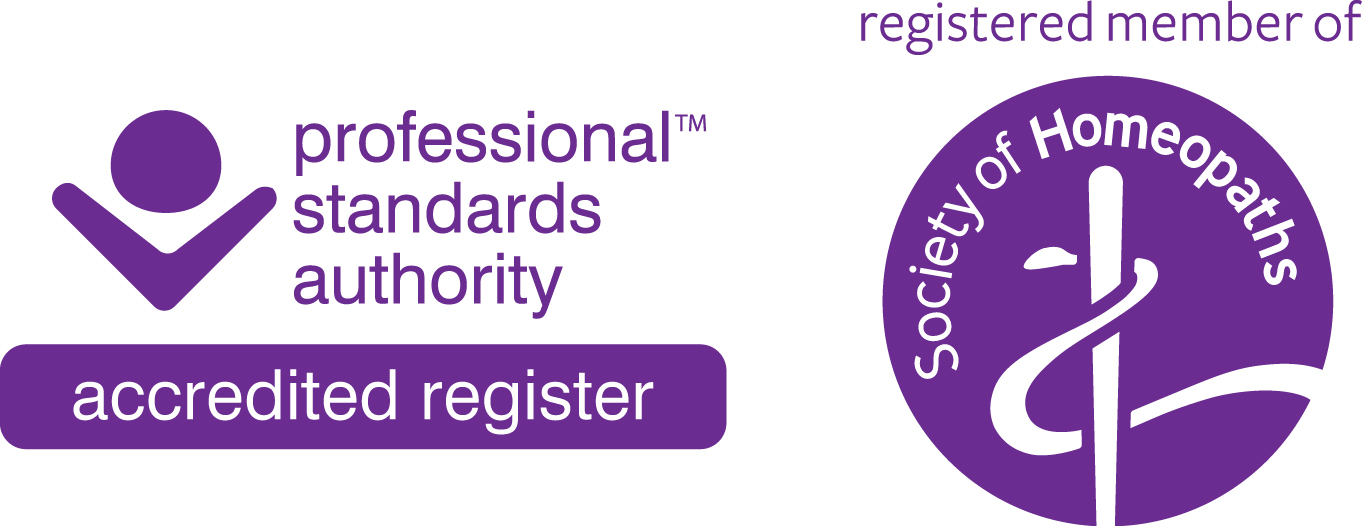 professional™
standards
authority
accredited register
registered member of
Society of Homeopaths